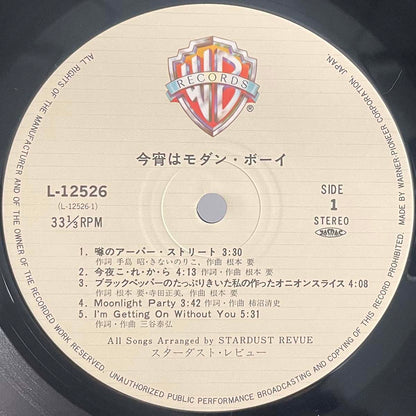 WB
RECORDS
®
今宵はモダン・ボーイ
L-12526
(L-12526-1)
33 1/3 RPM
SIDE
1
STEREO
1. 噂のアーバー・ストリート 3:30
作詞 手島 昭・きないのりこ、作曲 根本 要
2. 今夜こ・れ・か・ら 4:13 作詞・作曲 根本 要
3. ブラックペッパーのたっぷりきいた私の作ったオニオンスライス 4:08
作詞 根本 要・寺田正美、作曲 根本 要
4. Moonlight Party 3:42 作詞・作曲 柿沼清史
5. I'm Getting On Without You 5:31
作詞・作曲 三谷泰弘
All Songs Arranged by STARDUST REVUE
スターダスト・レビュー
ALL RIGHTS OF THE MANUFACTURER AND OF THE OWNER OF THE RECORDED WORK RESERVED. UNAUTHORIZED PUBLIC PERFORMANCE BROADCASTING AND COPYING OF THIS RECORD PROHIBITED. MADE BY WARNER-PIONEER CORPORATION, JAPAN.